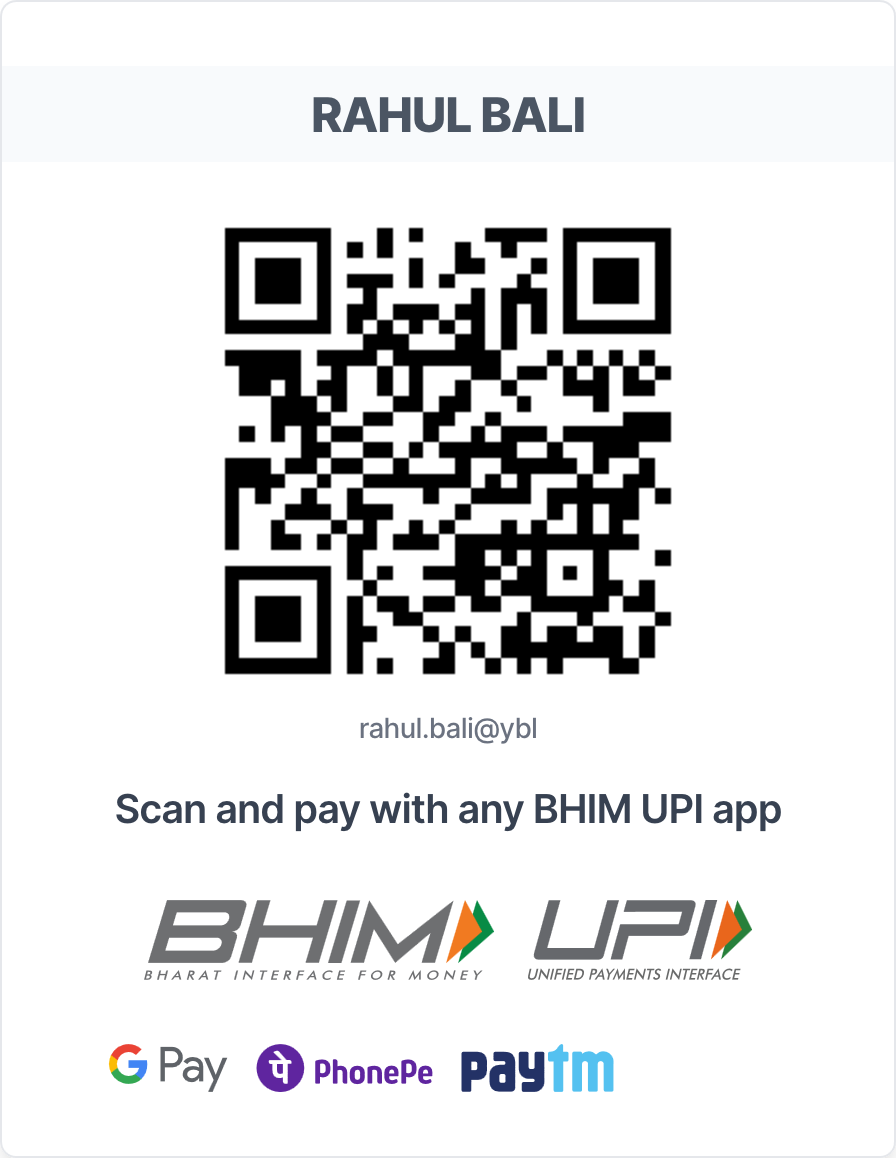 RAHUL BALI
rahul.bali@ybl
Scan and pay with any BHIM UPI app
BHIM UPI
BHARAT INTERFACE FOR MONEY UNIFIED PAYMENTS INTERFACE
G Pay पे PhonePe paytm